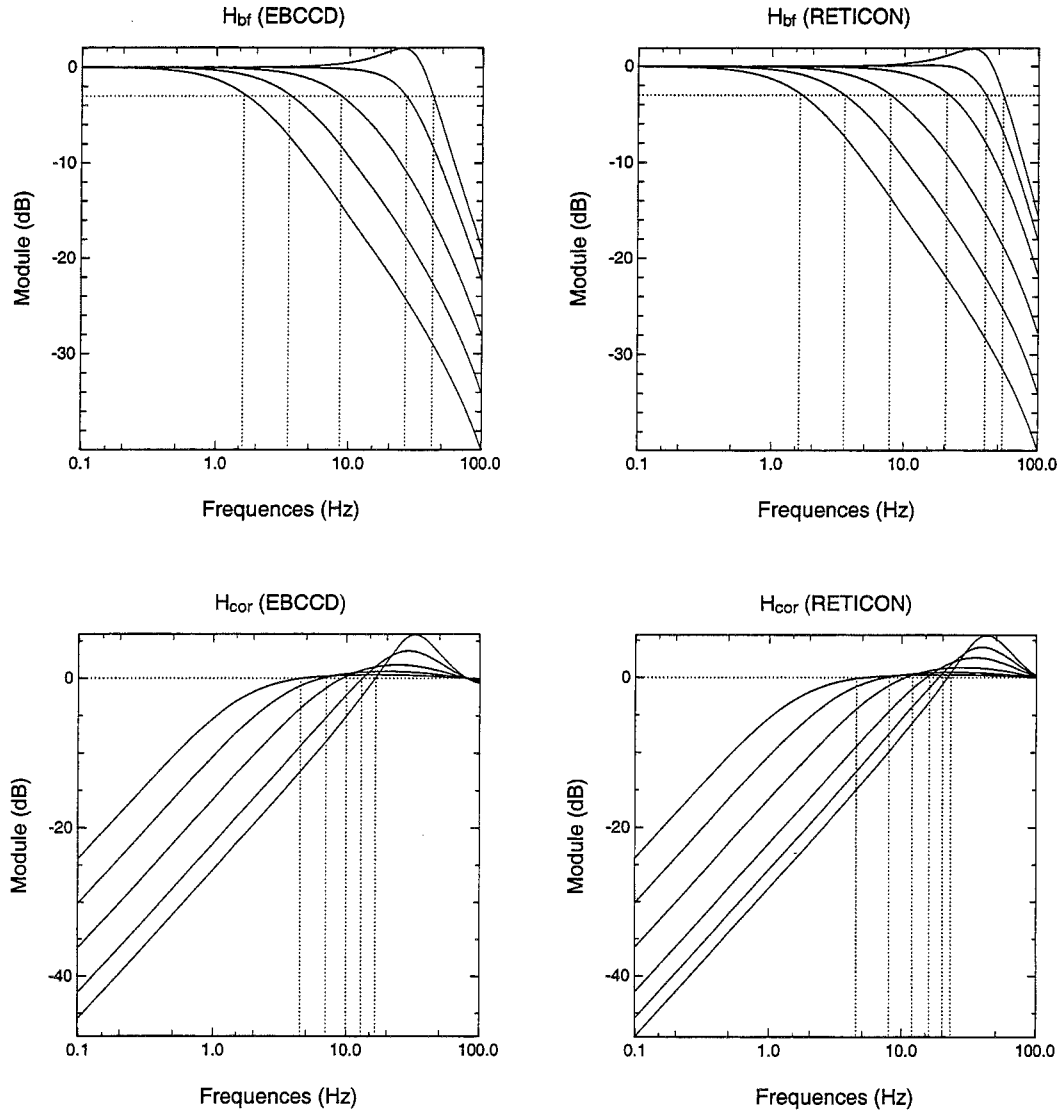 H_bf (EBCCD)
0
-10
-20
-30
Module (dB)
0.1
1.0
10.0
100.0
Frequences (Hz)
H_bf (RETICON)
0
-10
-20
-30
Module (dB)
0.1
1.0
10.0
100.0
Frequences (Hz)
H_cor (EBCCD)
0
-20
-40
Module (dB)
0.1
1.0
10.0
100.0
Frequences (Hz)
H_cor (RETICON)
0
-20
-40
Module (dB)
0.1
1.0
10.0
100.0
Frequences (Hz)